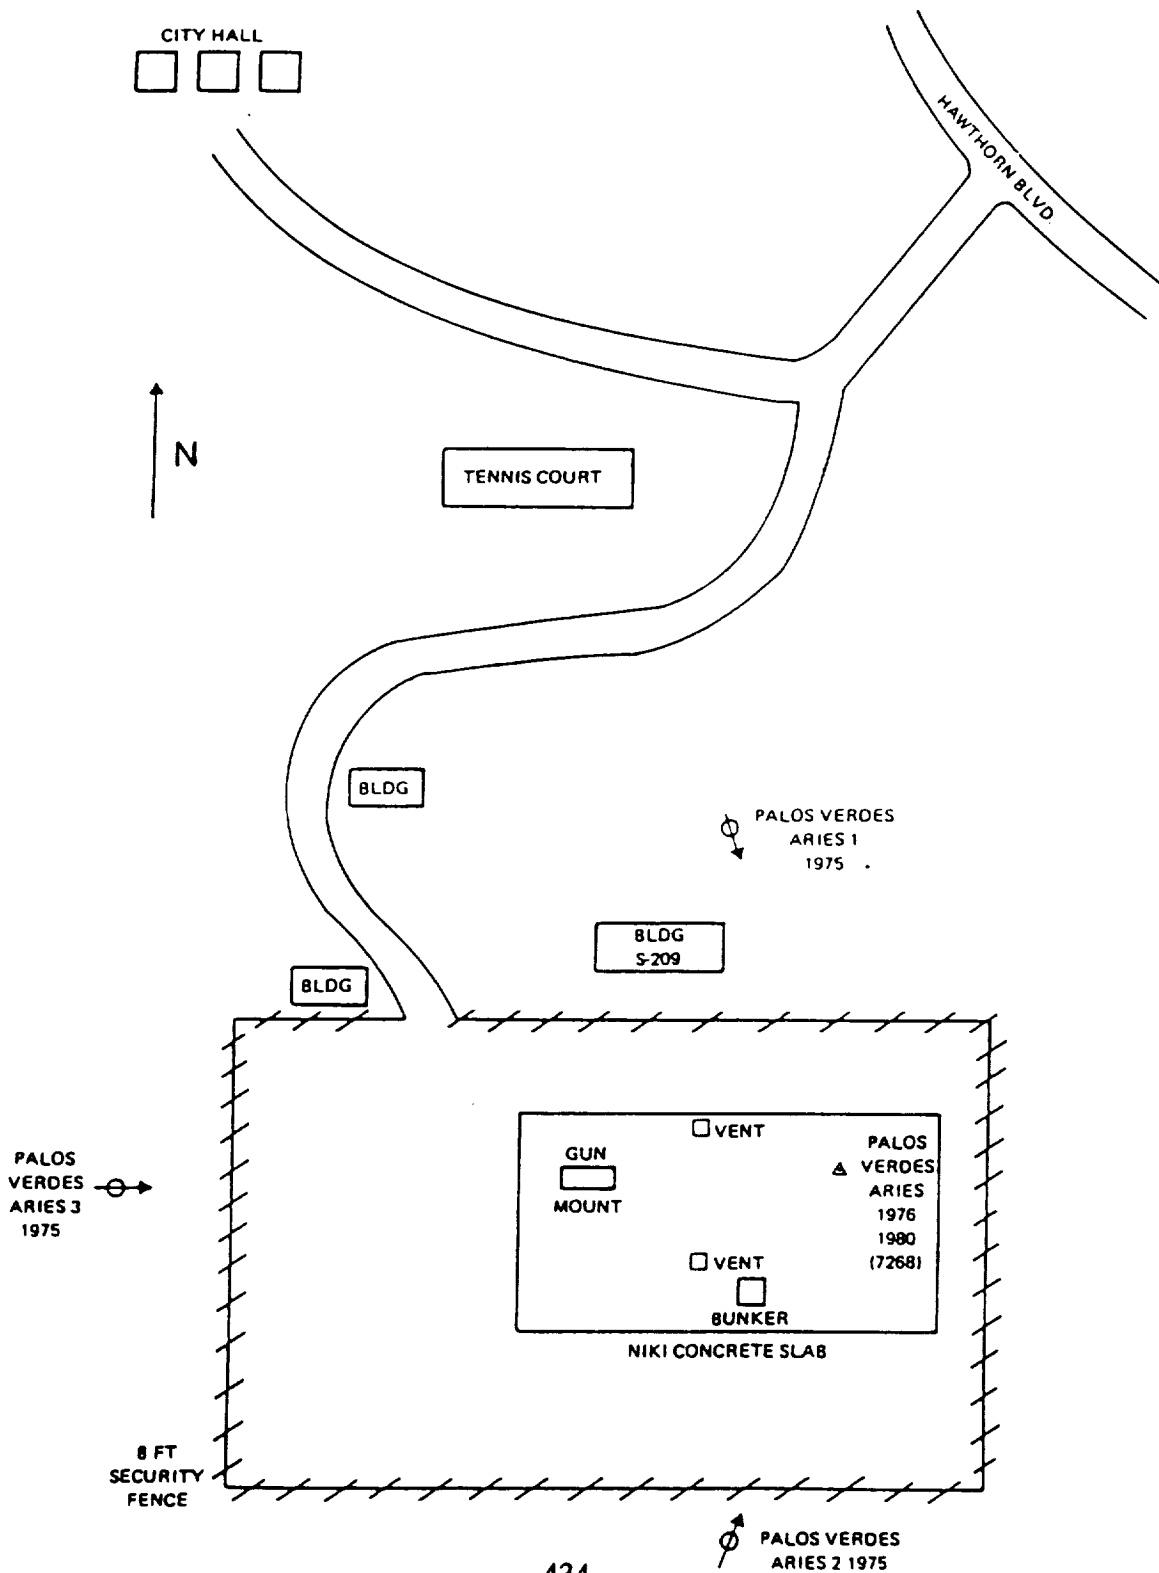 CITY HALL
HAWTHORN BLVD.
N
TENNIS COURT
BLDG
PALOS VERDES
ARIES 1
1975
BLDG
S-209
BLDG
VENT
GUN
MOUNT
PALOS
VERDES
ARIES
1976
1980
(7268)
PALOS
VERDES
ARIES 3
1975
VENT
BUNKER
NIKI CONCRETE SLAB
8 FT
SECURITY
FENCE
PALOS VERDES
ARIES 2 1975